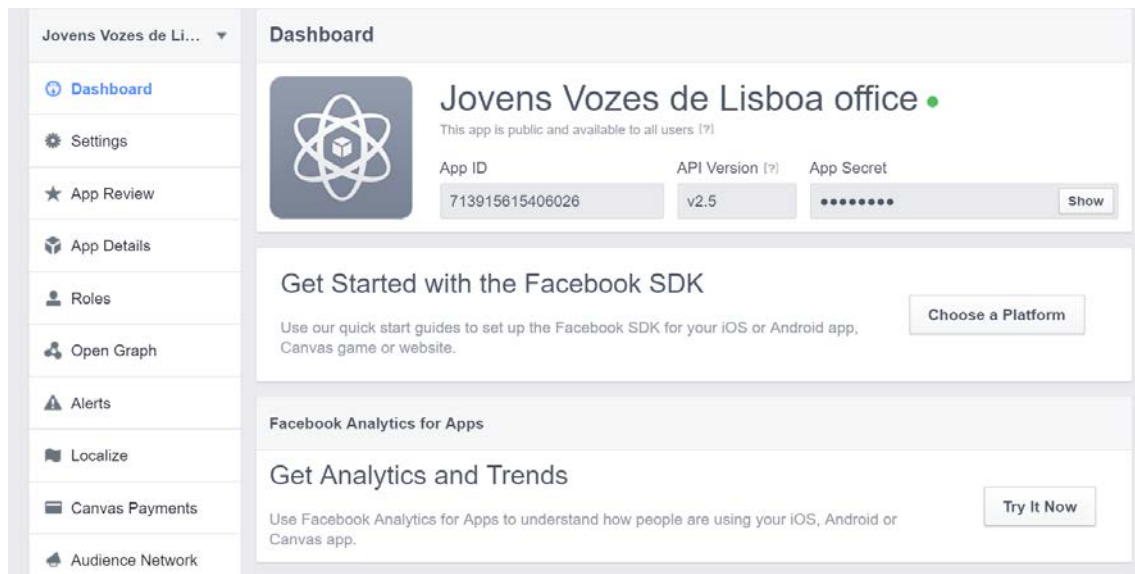 Jovens Vozes de Li...
Dashboard
Settings
App Review
App Details
Roles
Open Graph
Alerts
Localize
Canvas Payments
Audience Network
Dashboard
Jovens Vozes de Lisboa office
This app is public and available to all users [?]
App ID
API Version [?]
App Secret
713915615406026
v2.5
••••••••
Show
Get Started with the Facebook SDK
Use our quick start guides to set up the Facebook SDK for your iOS or Android app,
Canvas game or website.
Choose a Platform
Facebook Analytics for Apps
Get Analytics and Trends
Use Facebook Analytics for Apps to understand how people are using your iOS, Android or
Canvas app.
Try It Now